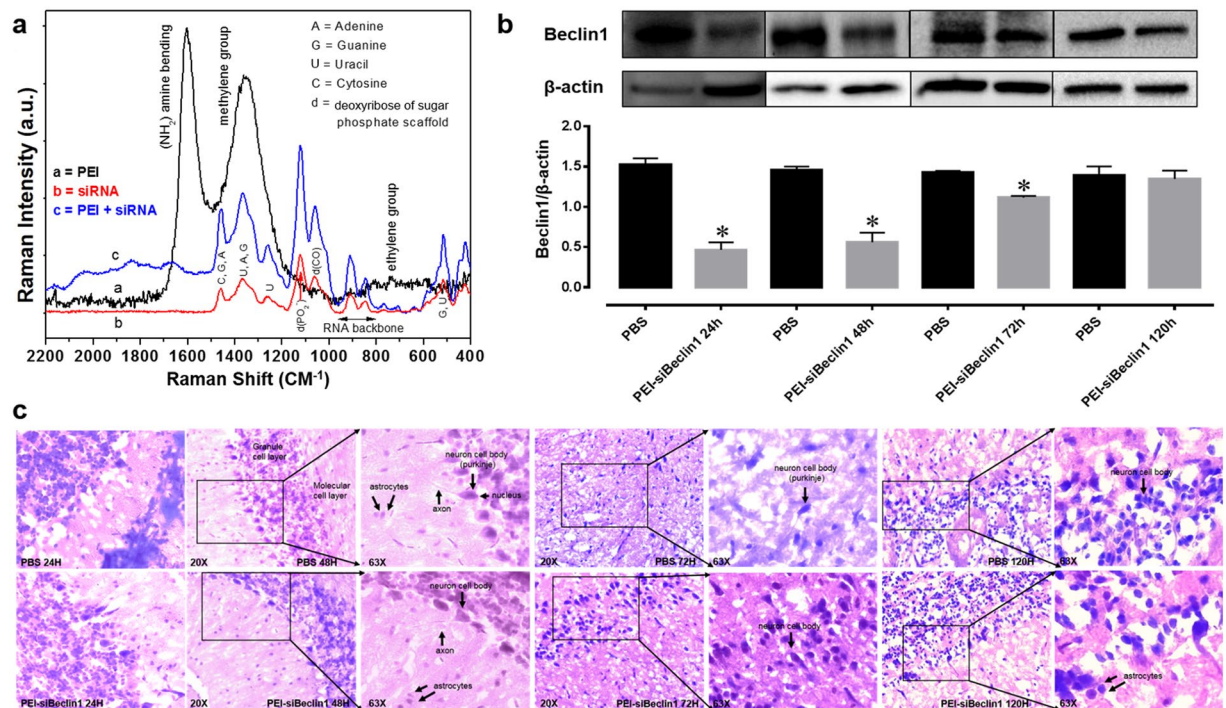 a
Raman Intensity (a.u.)
(NH2) amine bending
methylene group
A = Adenine
G = Guanine
U = Uracil
C = Cytosine
d = deoxyribose of sugar
phosphate scaffold
a = PEI
b = siRNA
c = PEI + siRNA
ethylene group
c
a
b
C, G, A
U, A, G
U
d(PO2-)
d(CO)
RNA backbone
G, U
2200 2000 1800 1600 1400 1200 1000 800 600 400
Raman Shift (CM-1)
b
Beclin1
β-actin
Beclin1/β-actin
2.0
1.5
1.0
0.5
0.0
* * *
PBS
PEI-siBeclin1 24h
PBS
PEI-siBeclin1 48h
PBS
PEI-siBeclin1 72h
PBS
PEI-siBeclin1 120h
c
PBS 24H
Granule
cell layer
Molecular
cell layer
20X
PBS 48H
neuron cell body
(purkinje)
astrocytes
nucleus
axon
63X
20X
PBS 72H
neuron cell body
(purkinje)
63X
20X
PBS 120H
neuron cell body
63X
PEI-siBeclin1 24H
20X
PEI-siBeclin1 48H
neuron cell body
axon
astrocytes
63X
20X
PEI-siBeclin1 72H
neuron cell body
63X
20X
PEI-siBeclin1 120H
astrocytes
63X